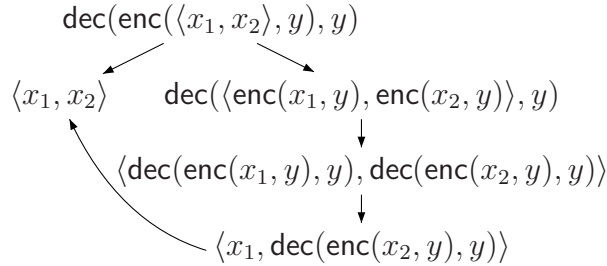 dec(enc(⟨x₁, x₂⟩, y), y)
⟨x₁, x₂⟩ dec(⟨enc(x₁, y), enc(x₂, y)⟩, y)
⟨dec(enc(x₁, y), y), dec(enc(x₂, y), y)⟩
⟨x₁, dec(enc(x₂, y), y)⟩